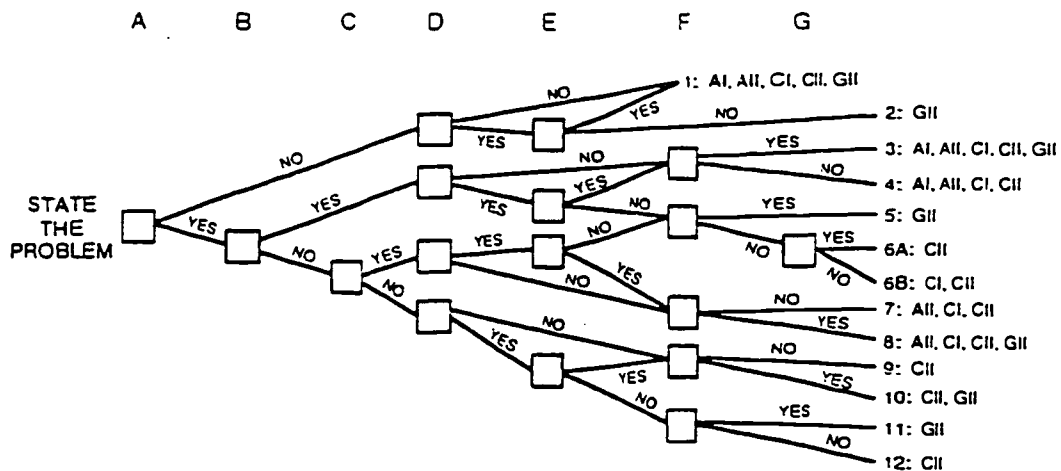 A B C D E F G
NO
1: AI, AII, CI, CII, GII
YES
YES
NO
2: GII
NO
NO
YES
3: AI, AII, CI, CII, GII
YES
YES
YES
NO
4: AI, AII, CI, CII
STATE
THE
PROBLEM
YES
NO
YES
5: GII
NO
YES
YES
NO
NO
YES
6A: CII
NO
6B: CI, CII
NO
NO
YES
NO
7: AII, CI, CII
YES
8: AII, CI, CII, GII
YES
NO
NO
9: CII
YES
YES
10: CII, GII
NO
YES
11: GII
NO
12: CII